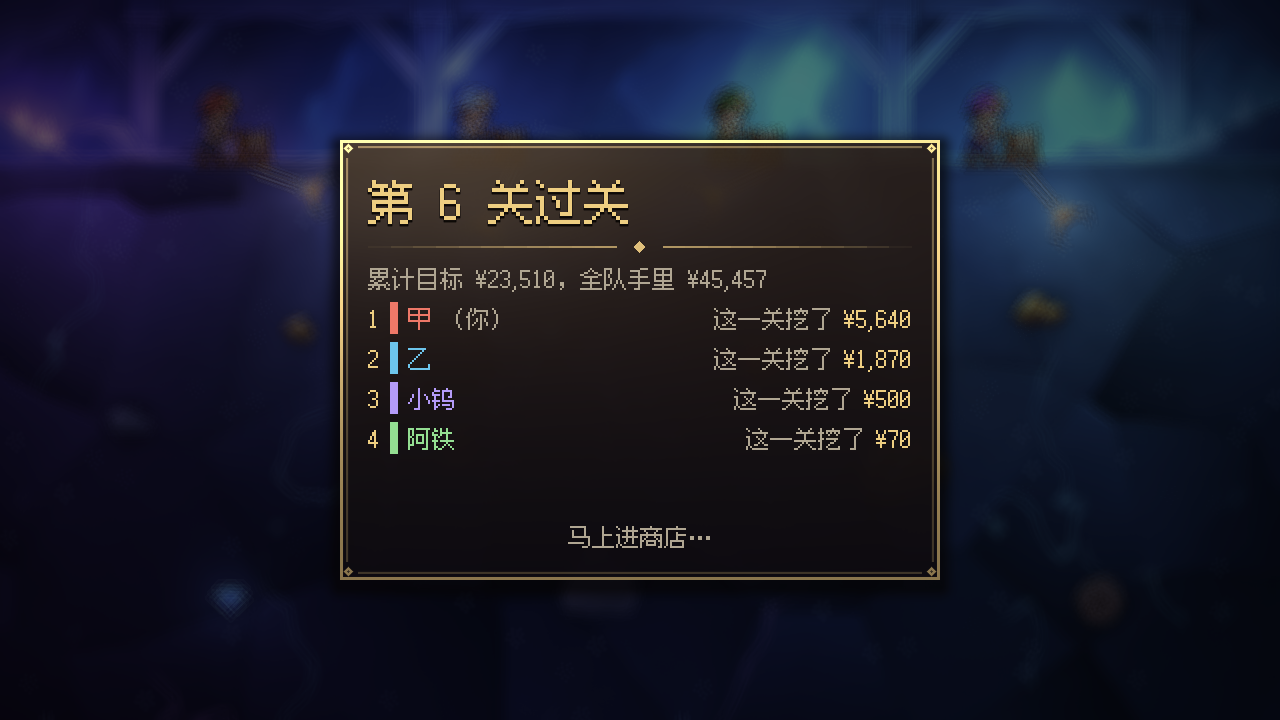 第 6 关过关
累计目标 ¥23,510，全队手里 ¥45,457
1 甲 （你） 这一关挖了 ¥5,640
2 乙 这一关挖了 ¥1,870
3 小钨 这一关挖了 ¥500
4 阿铁 这一关挖了 ¥70
马上进商店…